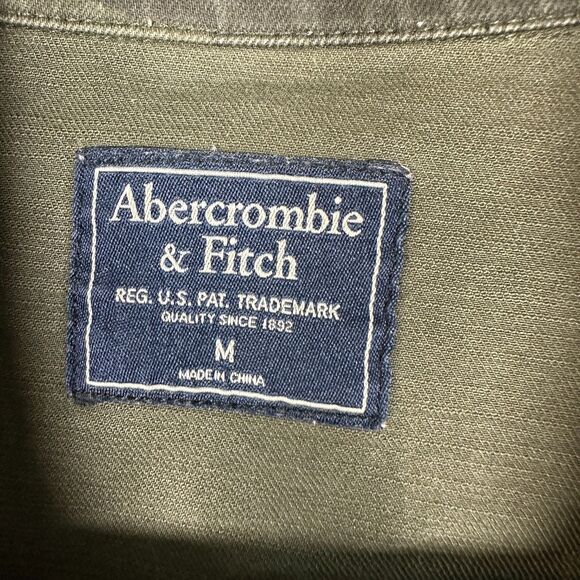 Abercrombie
& Fitch
REG. U.S. PAT. TRADEMARK
QUALITY SINCE 1892
M
MADE IN CHINA